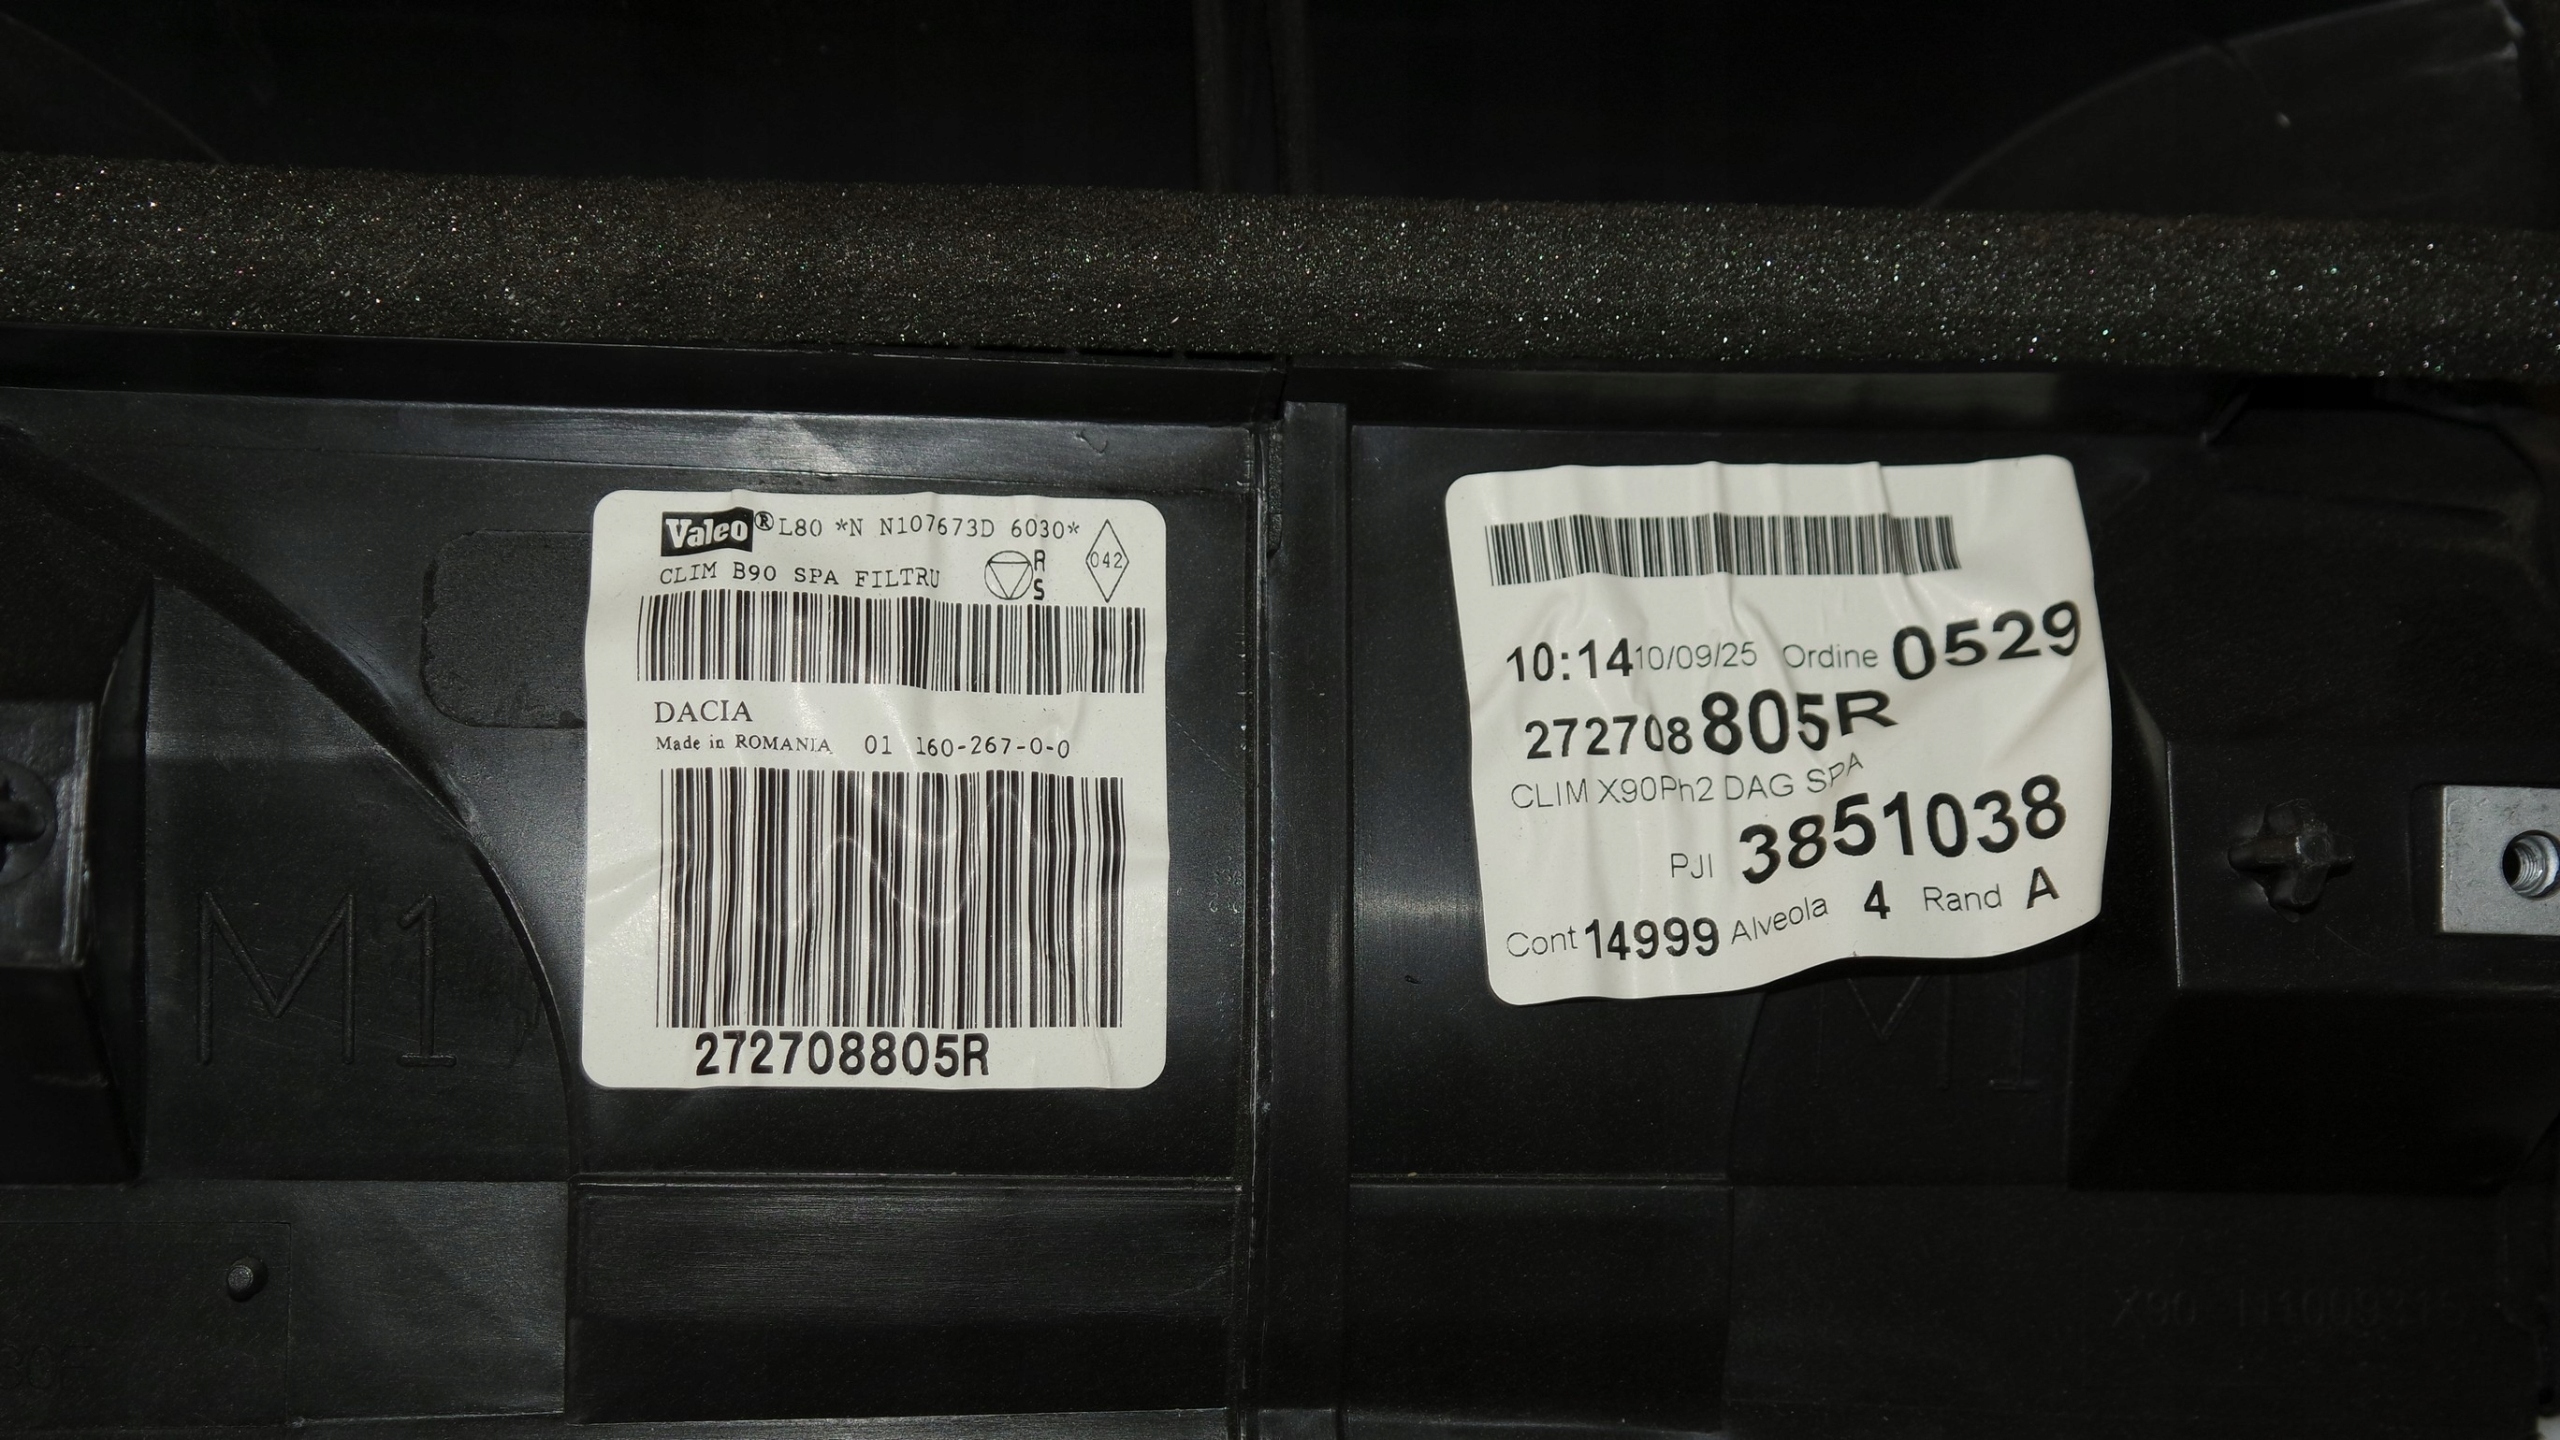 Valeo® L80 *N N107673D 6030*
CLIM B90 SPA FILTRU
R
S
042
DACIA
Made in ROMANIA 01 160-267-0-0
272708805R
10:14 10/09/25 Ordine 0529
272708805R
CLIM X90Ph2 DAG SPA
PJI 3851038
Cont 14999 Alveola 4 Rand A
M1
M1